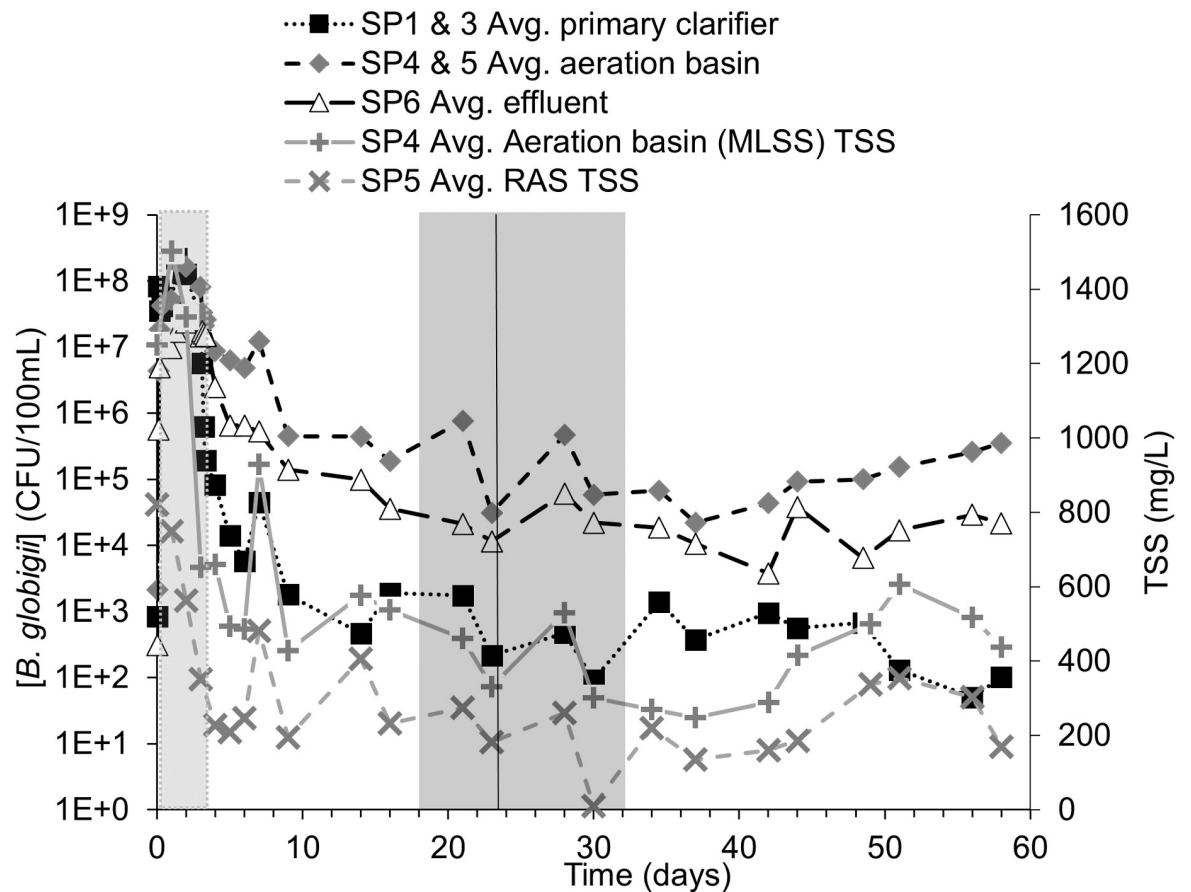 SP1 & 3 Avg. primary clarifier
SP4 & 5 Avg. aeration basin
SP6 Avg. effluent
SP4 Avg. Aeration basin (MLSS) TSS
SP5 Avg. RAS TSS
[B. globigii] (CFU/100mL)
1E+9
1E+8
1E+7
1E+6
1E+5
1E+4
1E+3
1E+2
1E+1
1E+0
1600
1400
1200
1000
800
600
400
200
0
TSS (mg/L)
0 10 20 30 40 50 60
Time (days)